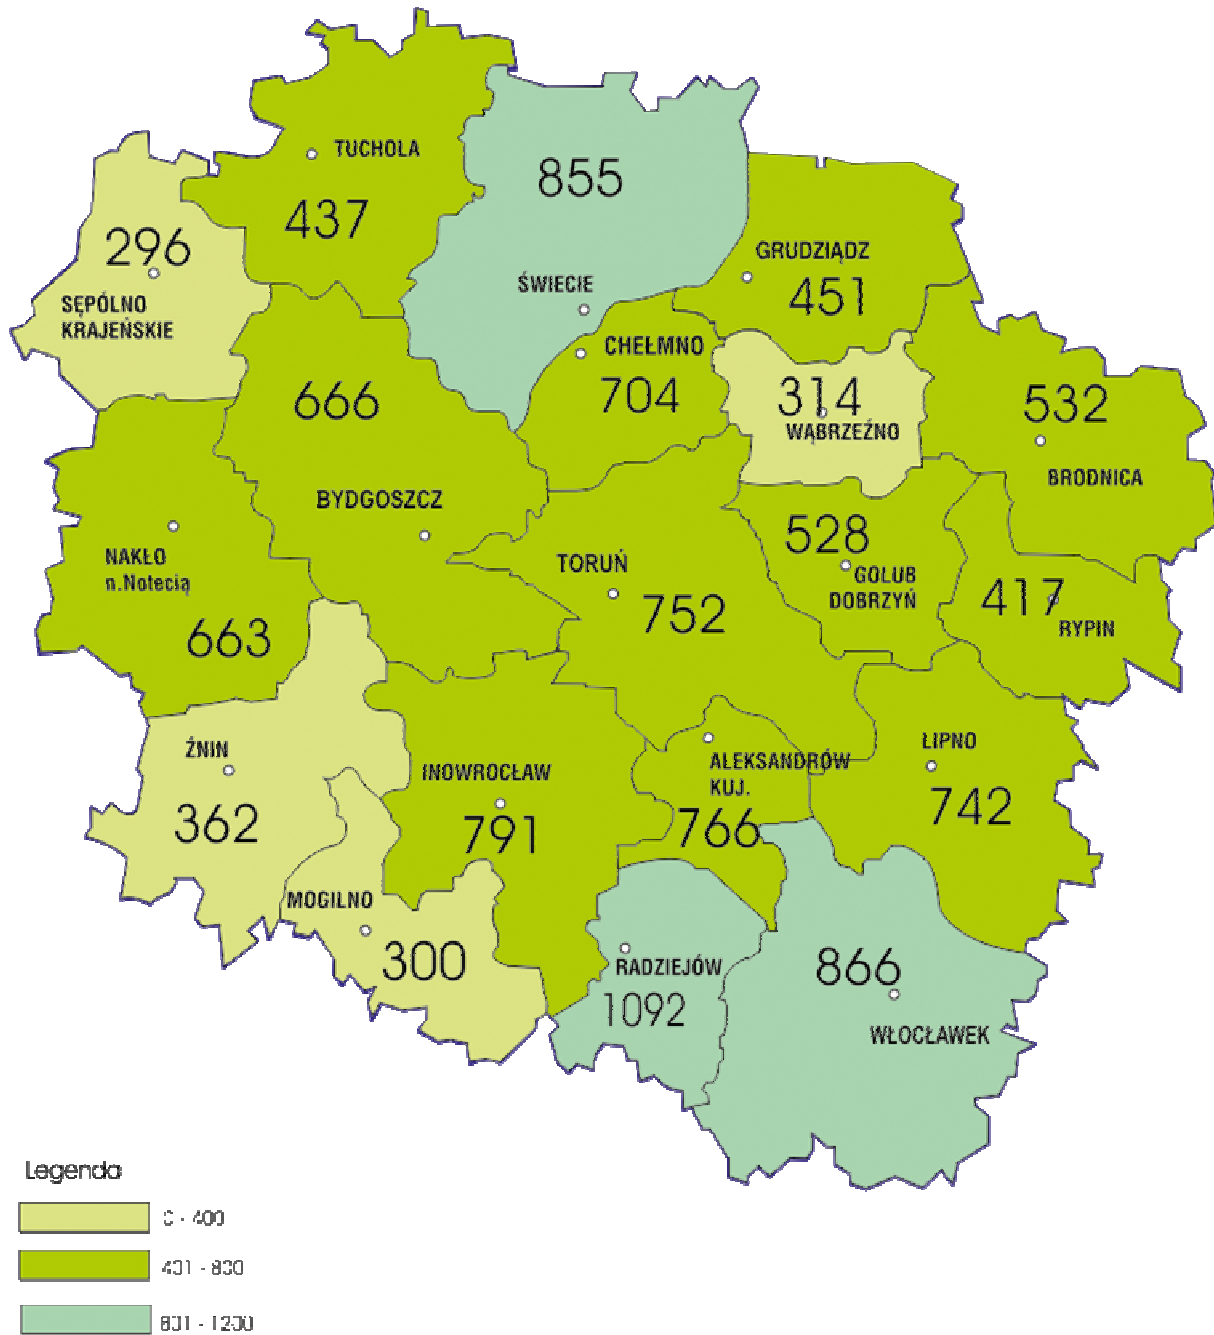 TUCHOLA
437
855
ŚWIECIE
296
SĘPÓLNO
KRAJEŃSKIE
GRUDZIĄDZ
451
CHEŁMNO
704
314
WĄBRZEŹNO
532
BRODNICA
666
BYDGOSZCZ
NAKŁO
n.Notecią
663
TORUŃ
752
528
GOLUB
DOBRZYŃ
417
RYPIN
ŻNIN
362
INOWROCŁAW
791
ALEKSANDRÓW
KUJ.
766
LIPNO
742
MOGILNO
300
RADZIEJÓW
1092
866
WŁOCŁAWEK
Legenda
0 - 400
401 - 800
801 - 1200